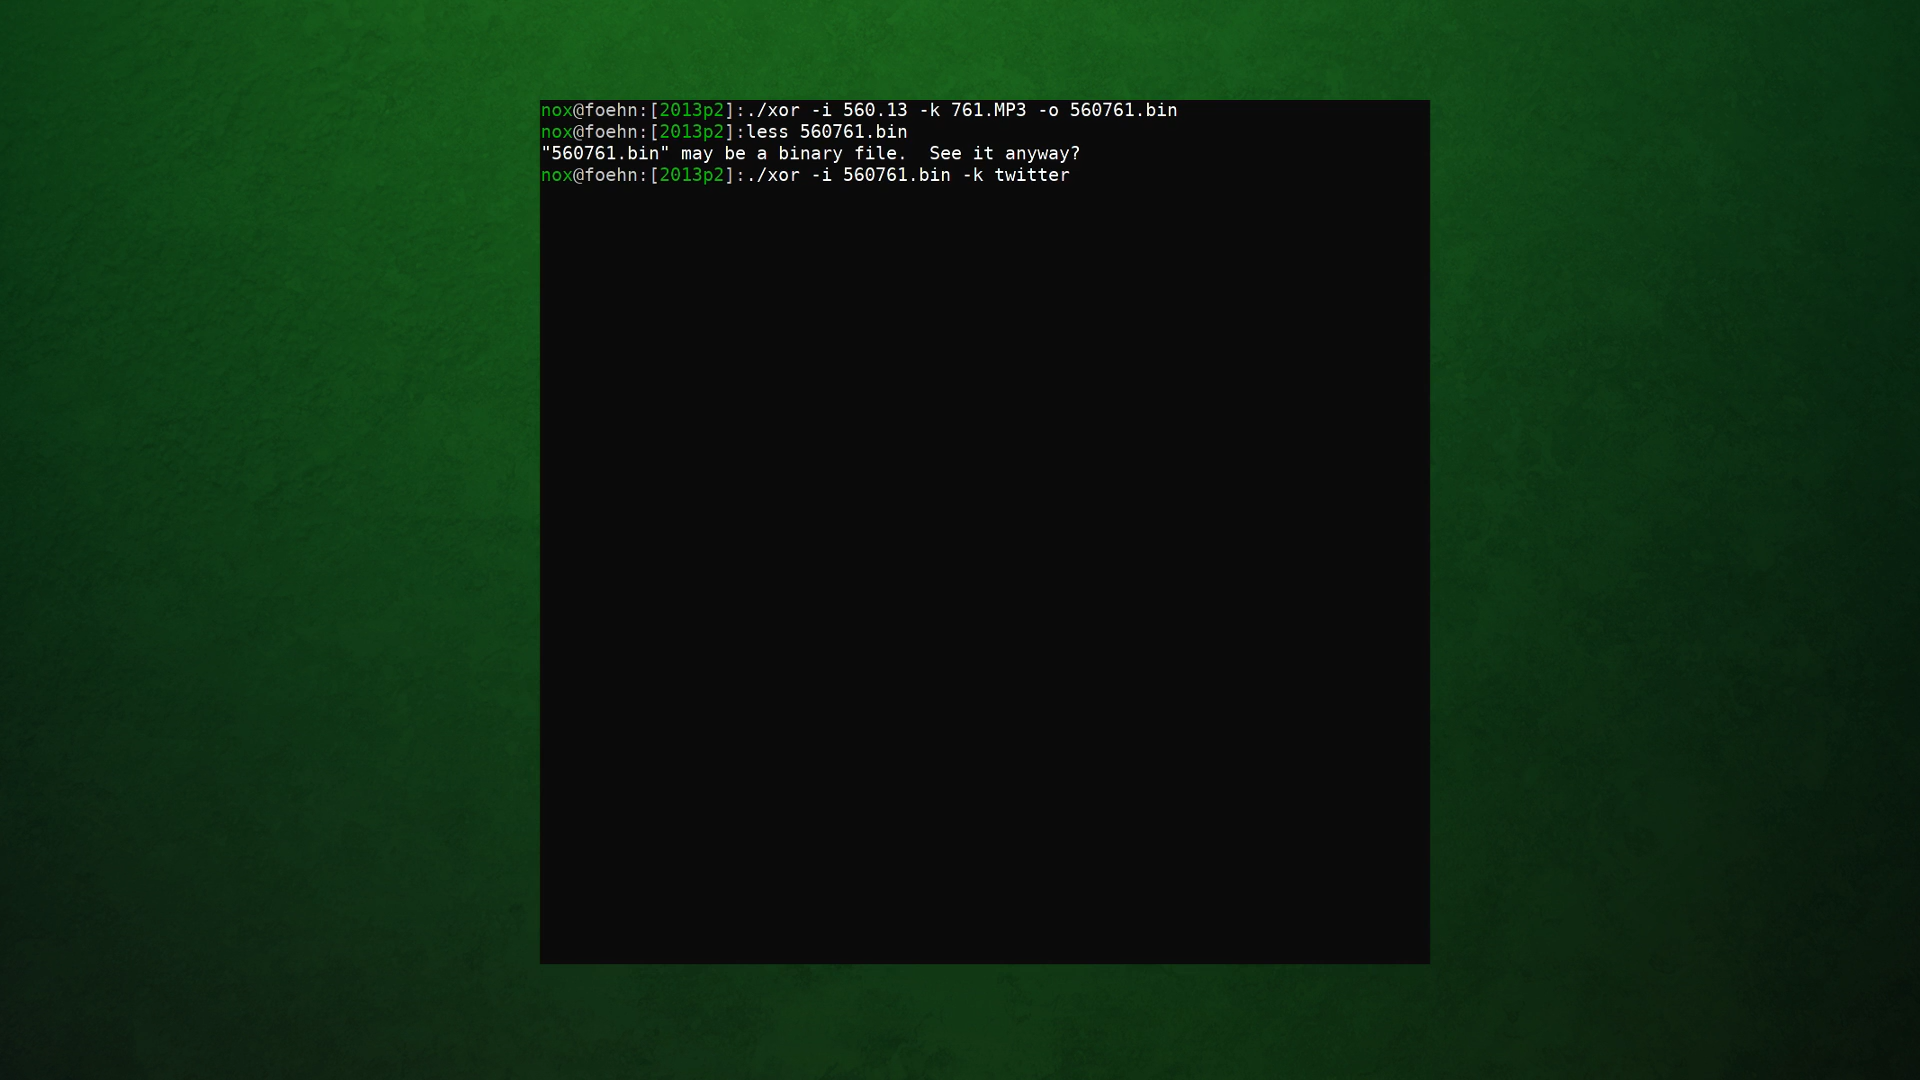 nox@foehn:[2013p2]:./xor -i 560.13 -k 761.MP3 -o 560761.bin
nox@foehn:[2013p2]:less 560761.bin
"560761.bin" may be a binary file.  See it anyway?
nox@foehn:[2013p2]:./xor -i 560761.bin -k twitter